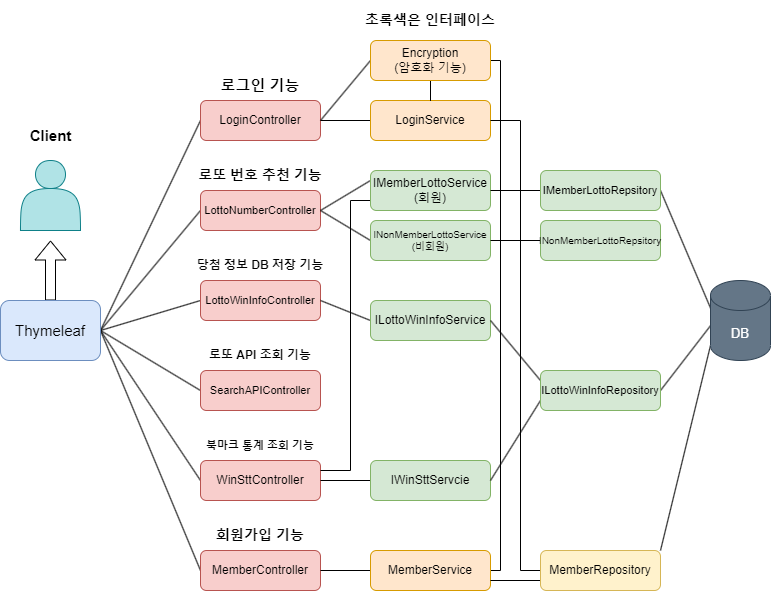 초록색은 인터페이스
Encryption
(암호화 기능)
로그인 기능
LoginController
LoginService
Client
로또 번호 추천 기능
LottoNumberController
IMemberLottoService
(회원)
IMemberLottoRepsitory
INonMemberLottoService
(비회원)
INonMemberLottoRepsitory
당첨 정보 DB 저장 기능
LottoWinInfoController
ILottoWinInfoService
Thymeleaf
DB
로또 API 조회 기능
SearchAPIController
ILottoWinInfoRepository
북마크 통계 조회 기능
WinSttController
IWinSttServcie
회원가입 기능
MemberController
MemberService
MemberRepository